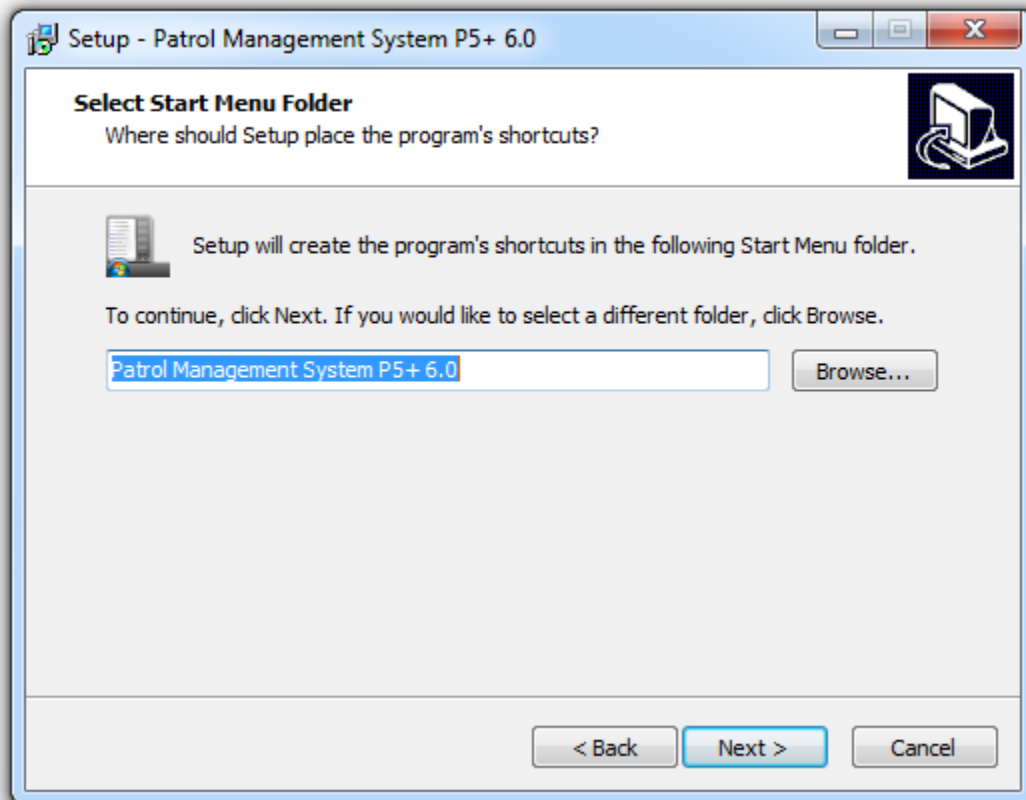 Setup - Patrol Management System P5+ 6.0
Select Start Menu Folder
Where should Setup place the program's shortcuts?
Setup will create the program's shortcuts in the following Start Menu folder.
To continue, click Next. If you would like to select a different folder, click Browse.
Patrol Management System P5+ 6.0
Browse...
< Back
Next >
Cancel